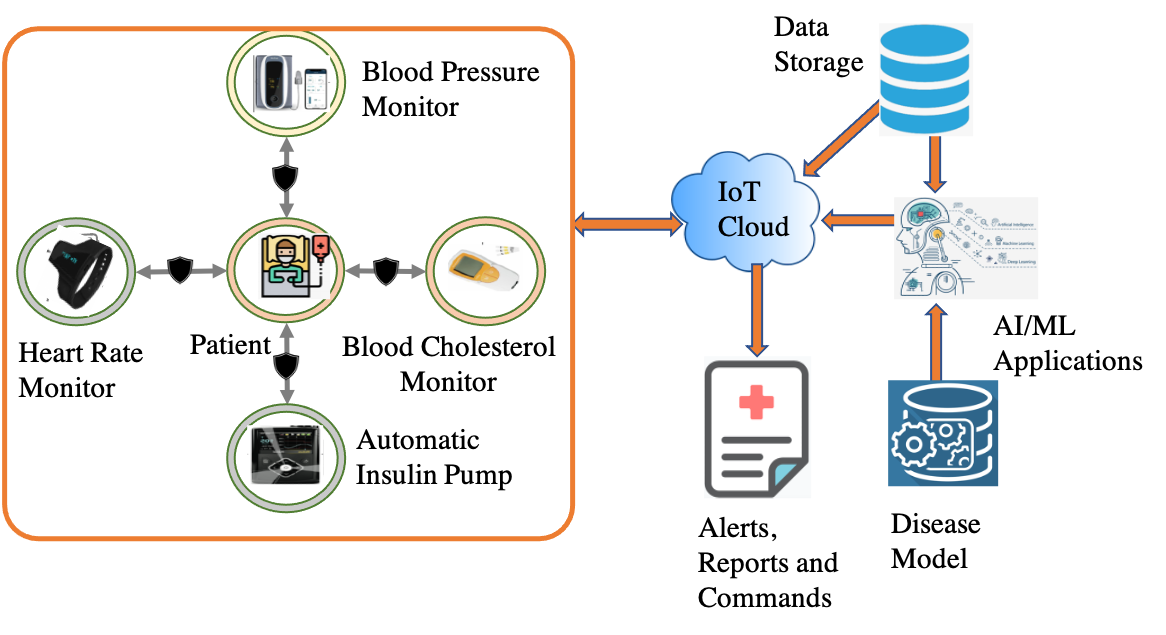 Blood Pressure
Monitor
Data
Storage
IoT
Cloud
Artificial Intelligence
Machine Learning
Deep Learning
Heart Rate
Monitor
Patient
Blood Cholesterol
Monitor
AI/ML
Applications
Automatic
Insulin Pump
Alerts,
Reports and
Commands
Disease
Model